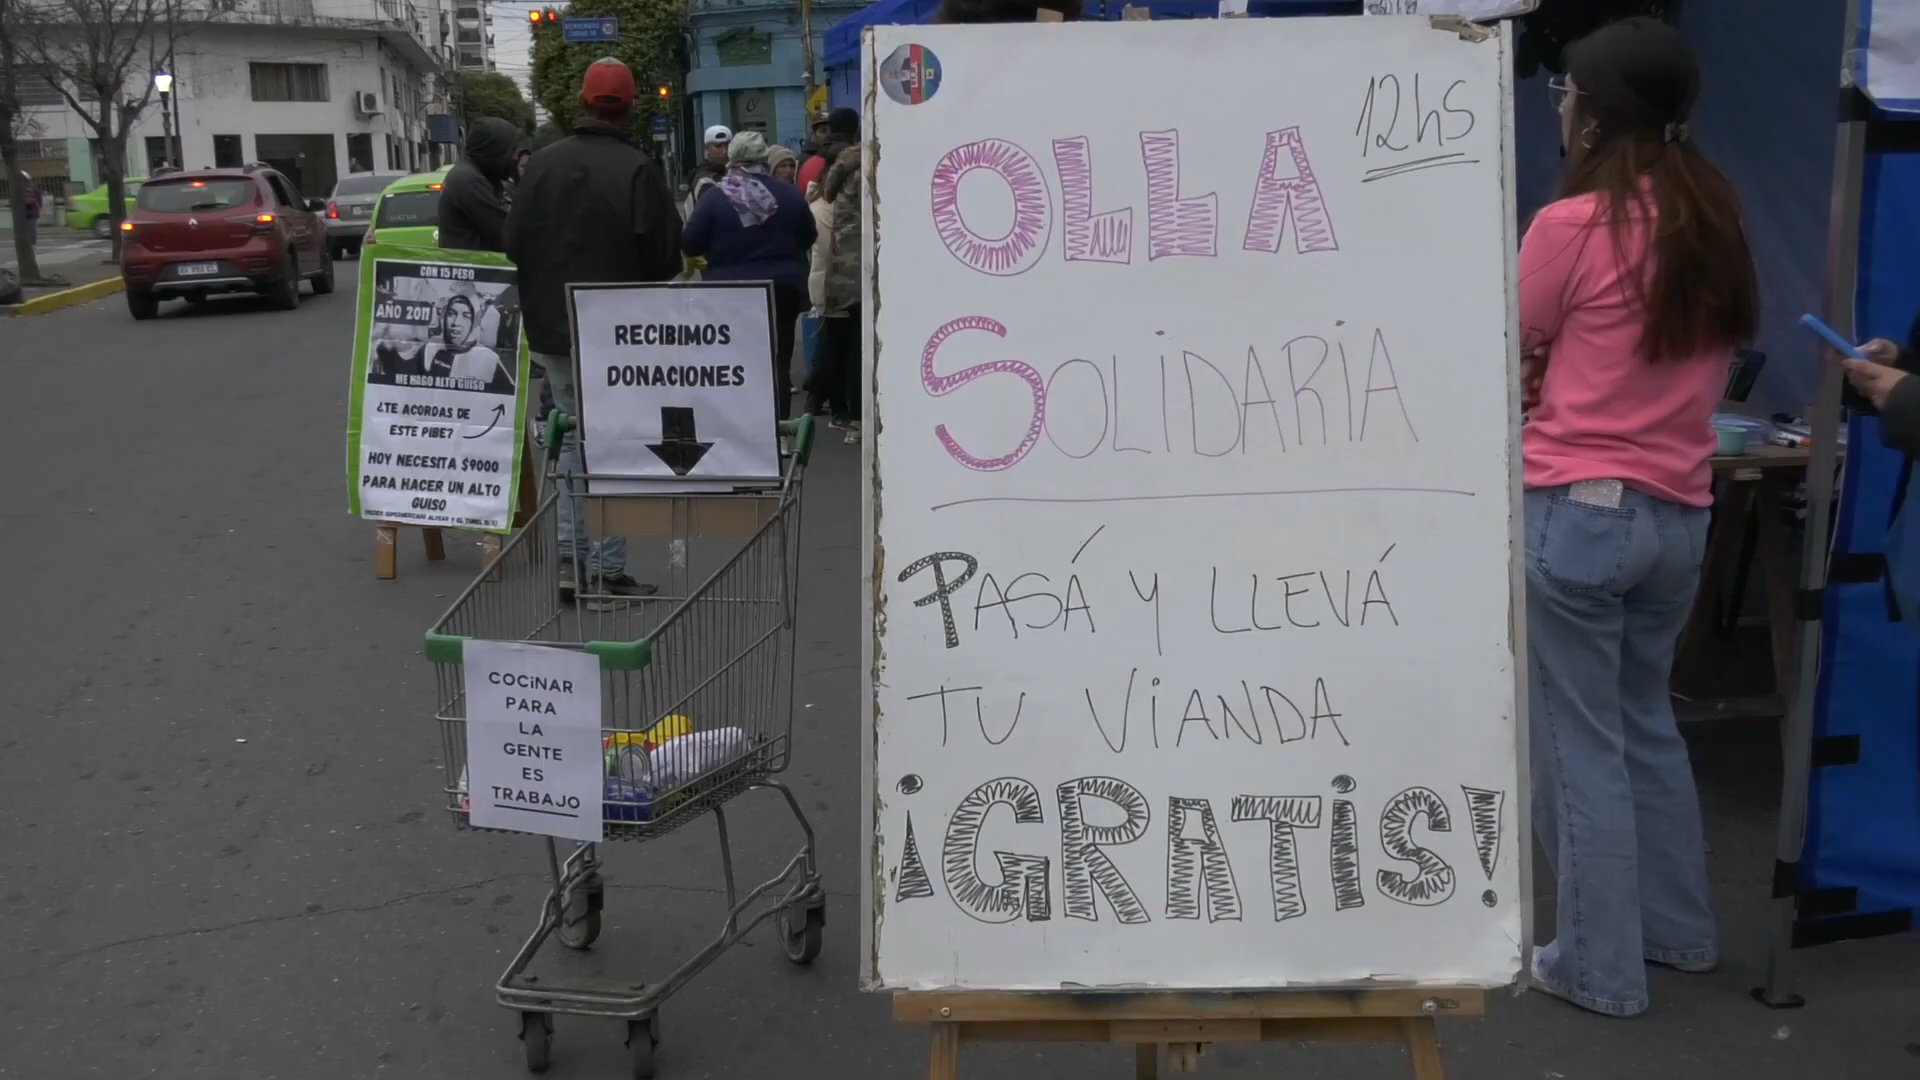 12hs
OLLA
SOLiDARiA
PASÁ Y LLEVÁ
TU ViANDA
¡GRATiS!
RECIBIMOS
DONACIONES
COCiNAR
PARA
LA
GENTE
ES
TRABAJO
CON 15 PESO
AÑO 2011
ME HAGO ALTO GUISO
¿TE ACORDAS DE
ESTE PIBE?
HOY NECESITA $9000
PARA HACER UN ALTO
GUISO
LULA